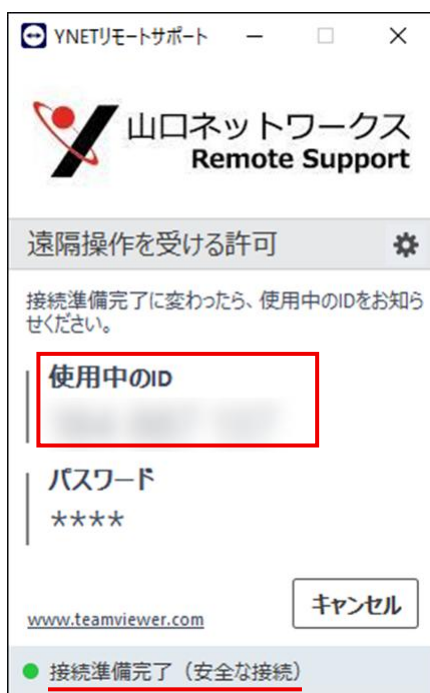 YNETリモートサポート
山口ネットワークス
Remote Support
遠隔操作を受ける許可
接続準備完了に変わったら、使用中のIDをお知ら
せください。
使用中のID
パスワード
****
キャンセル
www.teamviewer.com
接続準備完了（安全な接続）